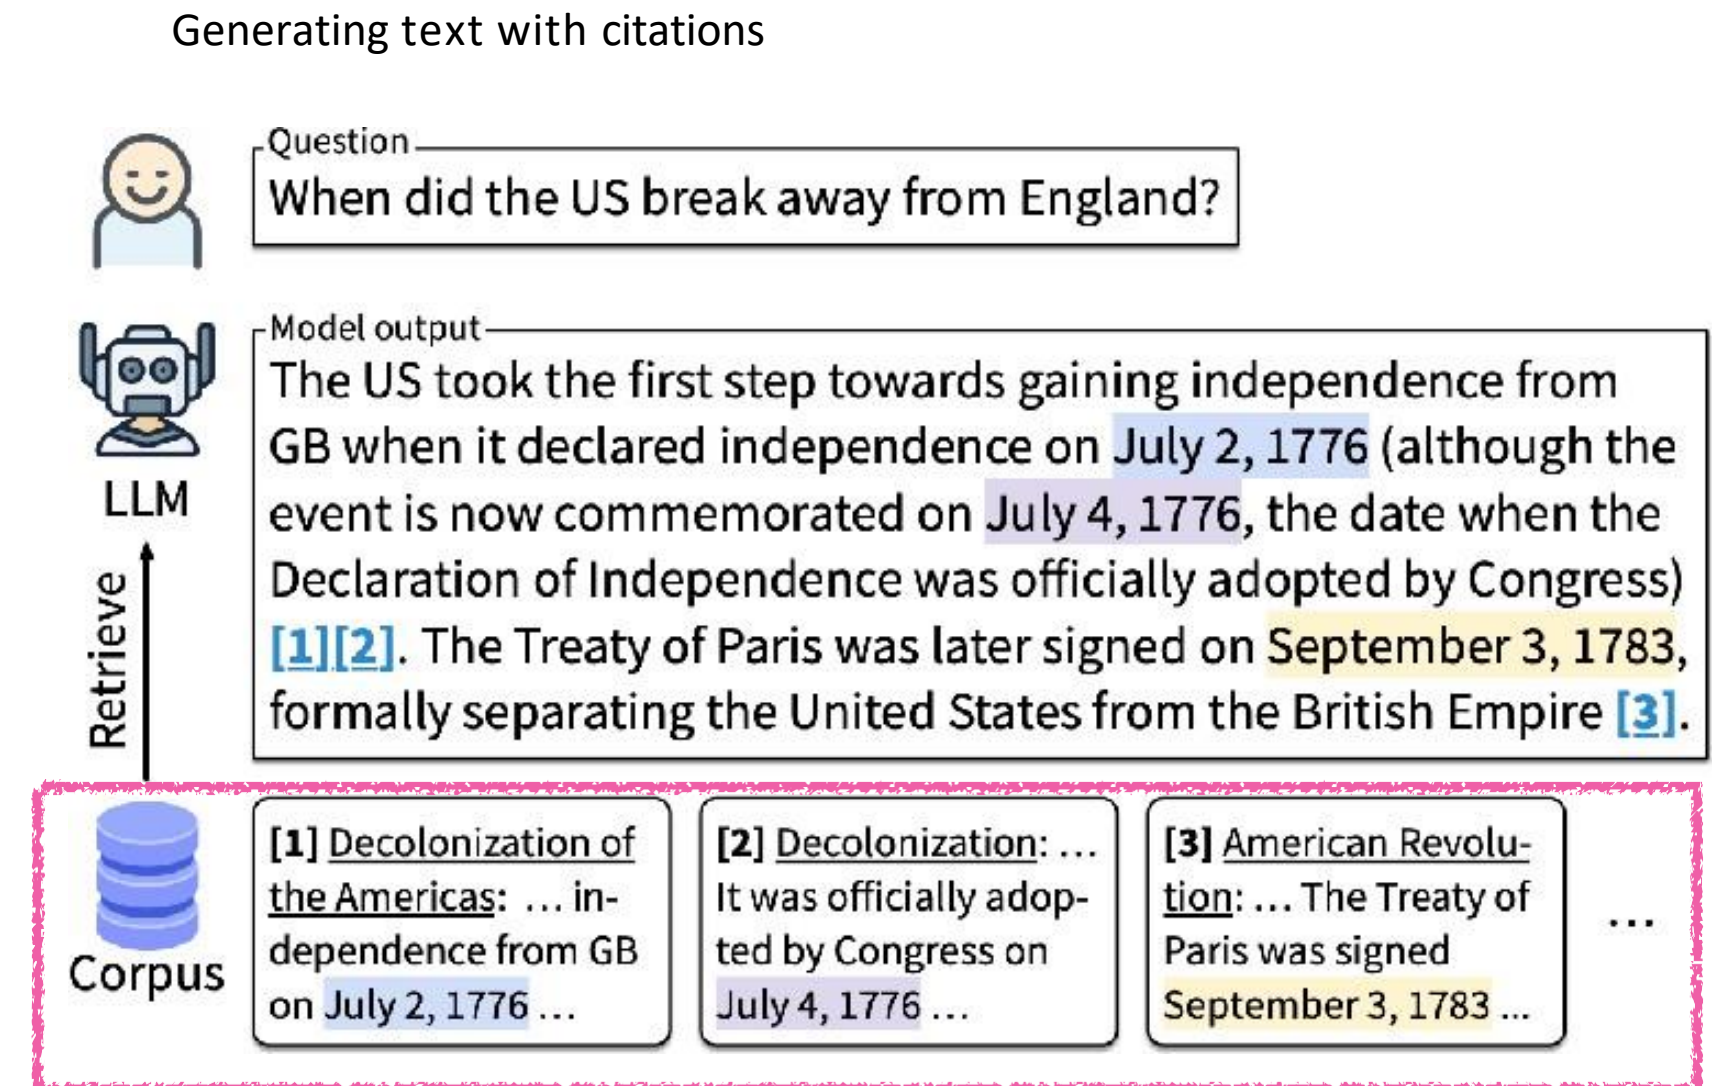 Generating text with citations
Question
When did the US break away from England?
Model output
The US took the first step towards gaining independence from
GB when it declared independence on July 2, 1776 (although the
event is now commemorated on July 4, 1776, the date when the
Declaration of Independence was officially adopted by Congress)
[1][2]. The Treaty of Paris was later signed on September 3, 1783,
formally separating the United States from the British Empire [3].
LLM
Retrieve
Corpus
[1] Decolonization of
the Americas: ... in-
dependence from GB
on July 2, 1776 ...
[2] Decolonization: ...
It was officially adop-
ted by Congress on
July 4, 1776 ...
[3] American Revolu-
tion: ... The Treaty of
Paris was signed
September 3, 1783 ...
...